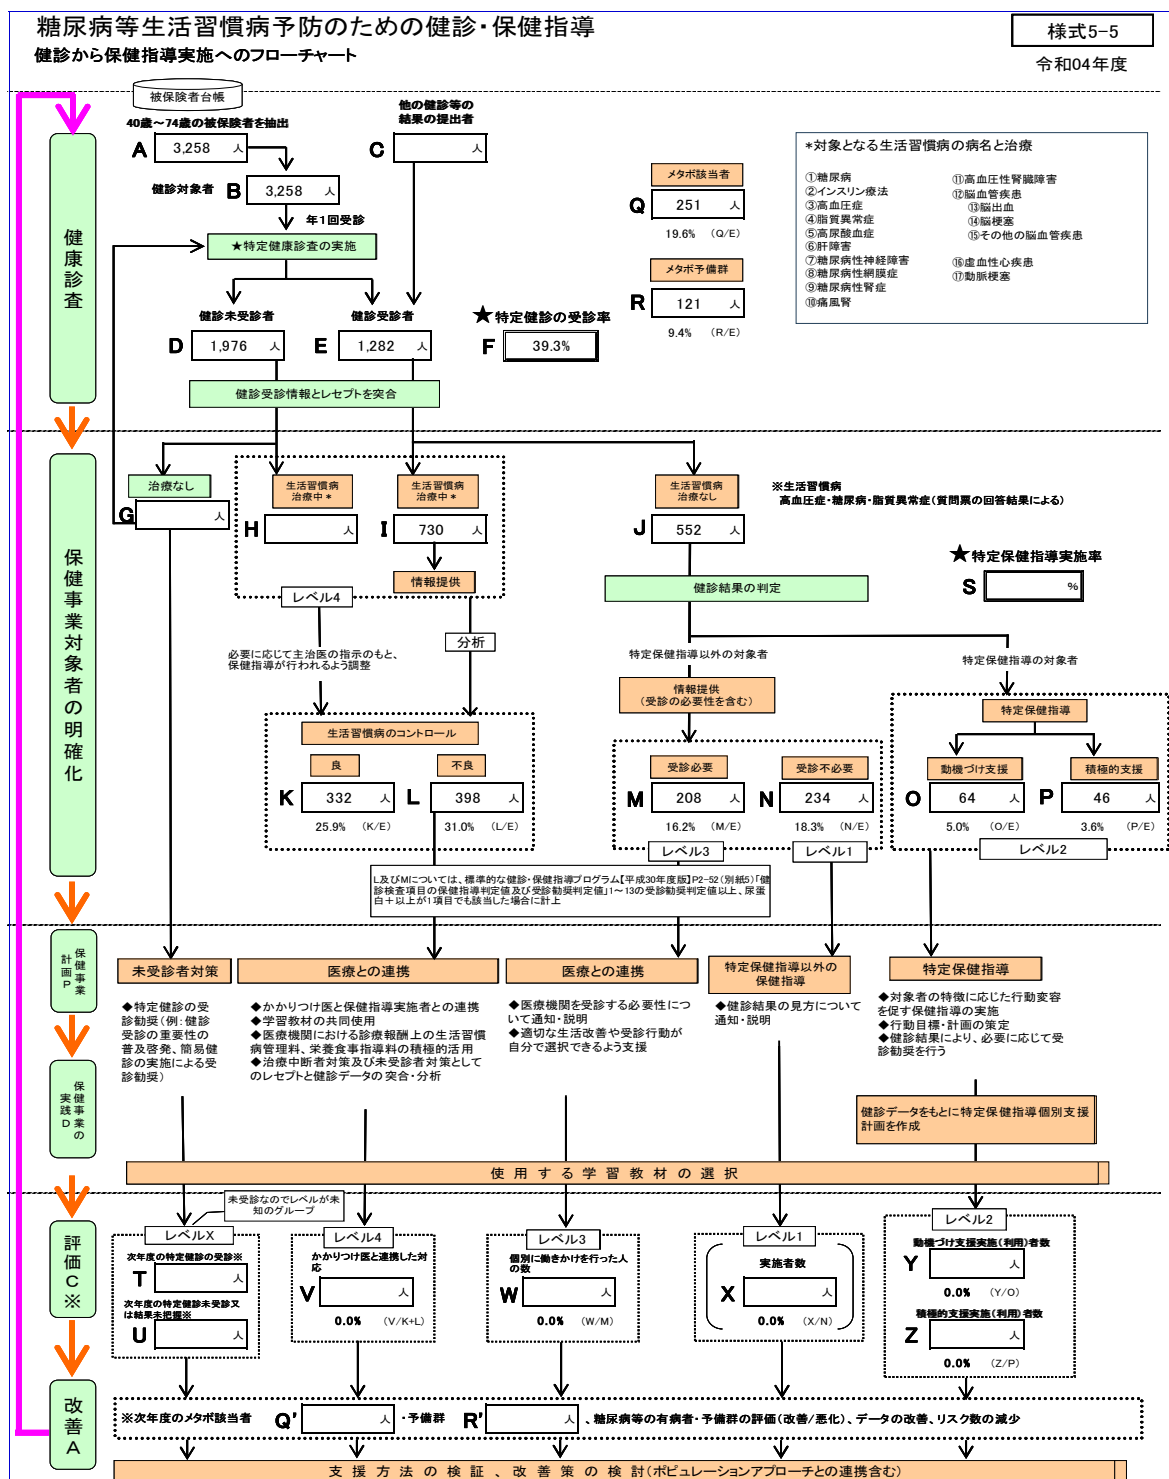 糖尿病等生活習慣病予防のための健診・保健指導
様式5-5
健診から保健指導実施へのフローチャート
令和04年度
被保険者台帳
40歳～74歳の被保険者を抽出
他の健診等の
結果の提出者
A 3,258 人
C 人
健診対象者 B 3,258 人
年1回受診
★特定健康診査の実施
健康診査
メタボ該当者
Q 251 人
19.6% (Q/E)
メタボ予備群
R 121 人
9.4% (R/E)
*対象となる生活習慣病の病名と治療
①糖尿病
②インスリン療法
③高血圧症
④脂質異常症
⑤高尿酸血症
⑥肝障害
⑦糖尿病性神経障害
⑧糖尿病性網膜症
⑨糖尿病性腎症
⑩痛風腎
⑪高血圧性腎臓障害
⑫脳血管疾患
⑬脳出血
⑭脳梗塞
⑮その他の脳血管疾患
⑯虚血性心疾患
⑰動脈梗塞
健診未受診者
健診受診者
★特定健診の受診率
D 1,976 人
E 1,282 人
F 39.3%
健診受診情報とレセプトを突合
保健事業対象者の明確化
治療なし
G 人
生活習慣病
治療中*
H 人
生活習慣病
治療中*
I 730 人
情報提供
レベル4
生活習慣病
治療なし
J 552 人
※生活習慣病
高血圧症・糖尿病・脂質異常症(質問票の回答結果による)
★特定保健指導実施率
S %
健診結果の判定
分析
必要に応じて主治医の指示のもと、
保健指導が行われるよう調整
特定保健指導以外の対象者
特定保健指導の対象者
情報提供
(受診の必要性を含む)
生活習慣病のコントロール
良
不良
K 332 人
L 398 人
25.9% (K/E)
31.0% (L/E)
受診必要
受診不必要
M 208 人
N 234 人
16.2% (M/E)
18.3% (N/E)
レベル3
レベル1
特定保健指導
動機づけ支援
積極的支援
O 64 人
P 46 人
5.0% (O/E)
3.6% (P/E)
レベル2
L及びMについては、標準的な健診・保健指導プログラム【平成30年度版】P2-52(別紙5)「健
診検査項目の保健指導判定値及び受診勧奨判定値」1～13の受診勧奨判定値以上、尿蛋
白+以上が1項目でも該当した場合に計上
保健事業
計画P
未受診者対策
医療との連携
医療との連携
特定保健指導以外の
保健指導
特定保健指導
◆特定健診の受
診勧奨(例:健診
受診の重要性の
普及啓発、簡易健
診の実施による受
診勧奨)
◆かかりつけ医と保健指導実施者との連携
◆学習教材の共同使用
◆医療機関における診療報酬上の生活習慣
病管理料、栄養食事指導料の積極的活用
◆治療中断者対策及び未受診者対策として
のレセプトと健診データの突合・分析
◆医療機関を受診する必要性につ
いて通知・説明
◆適切な生活改善や受診行動が
自分で選択できるよう支援
◆健診結果の見方について
通知・説明
◆対象者の特徴に応じた行動変容
を促す保健指導の実施
◆行動目標・計画の策定
◆健診結果により、必要に応じて受
診勧奨を行う
保健事業の
実践D
健診データをもとに特定保健指導個別支援
計画を作成
使用する学習教材の選択
評価C※
未受診なのでレベルが未
知のグループ
レベルX
次年度の特定健診の受診※
T 人
次年度の特定健診未受診又
は結果未把握※
U 人
レベル4
かかりつけ医と連携した対
応
V 人
0.0% (V/K+L)
レベル3
個別に働きかけを行った人
の数
W 人
0.0% (W/M)
レベル1
実施者数
X 人
0.0% (X/N)
レベル2
動機づけ支援実施(利用)者数
Y 人
0.0% (Y/O)
積極的支援実施(利用)者数
Z 人
0.0% (Z/P)
改善A
※次年度のメタボ該当者 Q' 人 ・予備群 R' 人 、糖尿病等の有病者・予備群の評価(改善/悪化)、データの改善、リスク数の減少
支援方法の検証、改善策の検討(ポピュレーションアプローチとの連携含む)